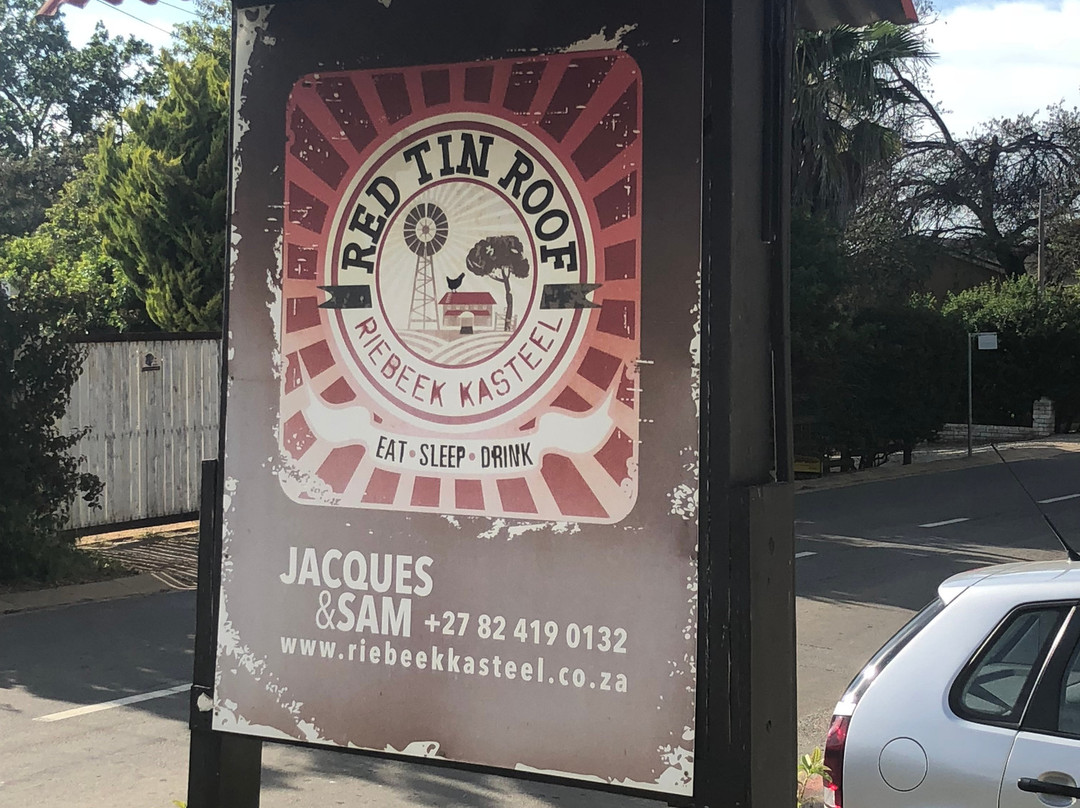 RED TIN ROOF
RIEBEEK KASTEEL
EAT • SLEEP • DRINK
JACQUES
&SAM +27 82 419 0132
www.riebeekkasteel.co.za